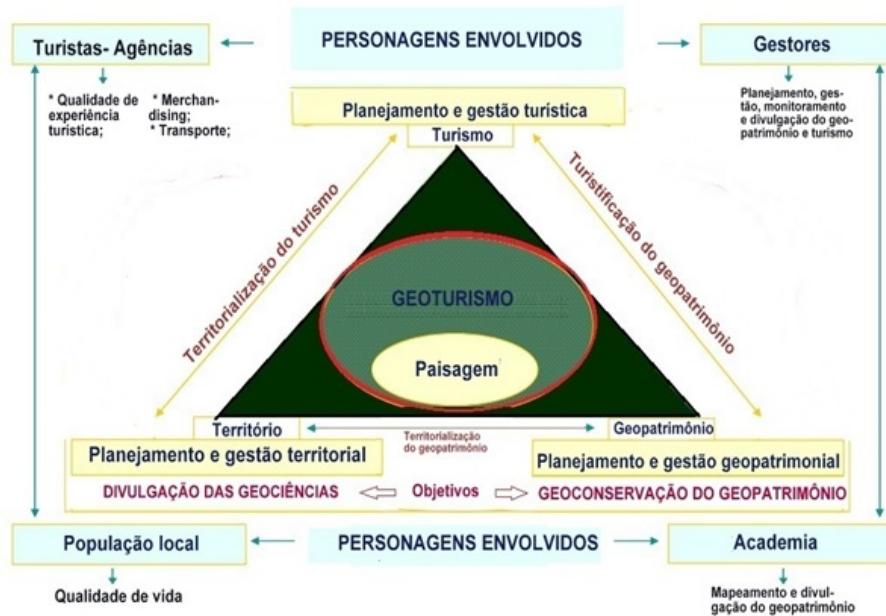 Turistas- Agências
PERSONAGENS ENVOLVIDOS
Gestores
* Qualidade de
experiência
turística;
* Merchan-
dising;
* Transporte;
Planejamento, ges-
tão, monitoramento
e divulgação do geo-
patrimônio e turismo
Planejamento e gestão turística
Turismo
Territorialização do turismo
Turistificação do geopatrimônio
GEOTURISMO
Paisagem
Território
Territorialização
do geopatrimônio
Geopatrimônio
Planejamento e gestão territorial
Planejamento e gestão geopatrimonial
DIVULGAÇÃO DAS GEOCIÊNCIAS
Objetivos
GEOCONSERVAÇÃO DO GEOPATRIMÔNIO
População local
PERSONAGENS ENVOLVIDOS
Academia
Qualidade de vida
Mapeamento e divul-
gação do geopatrimônio